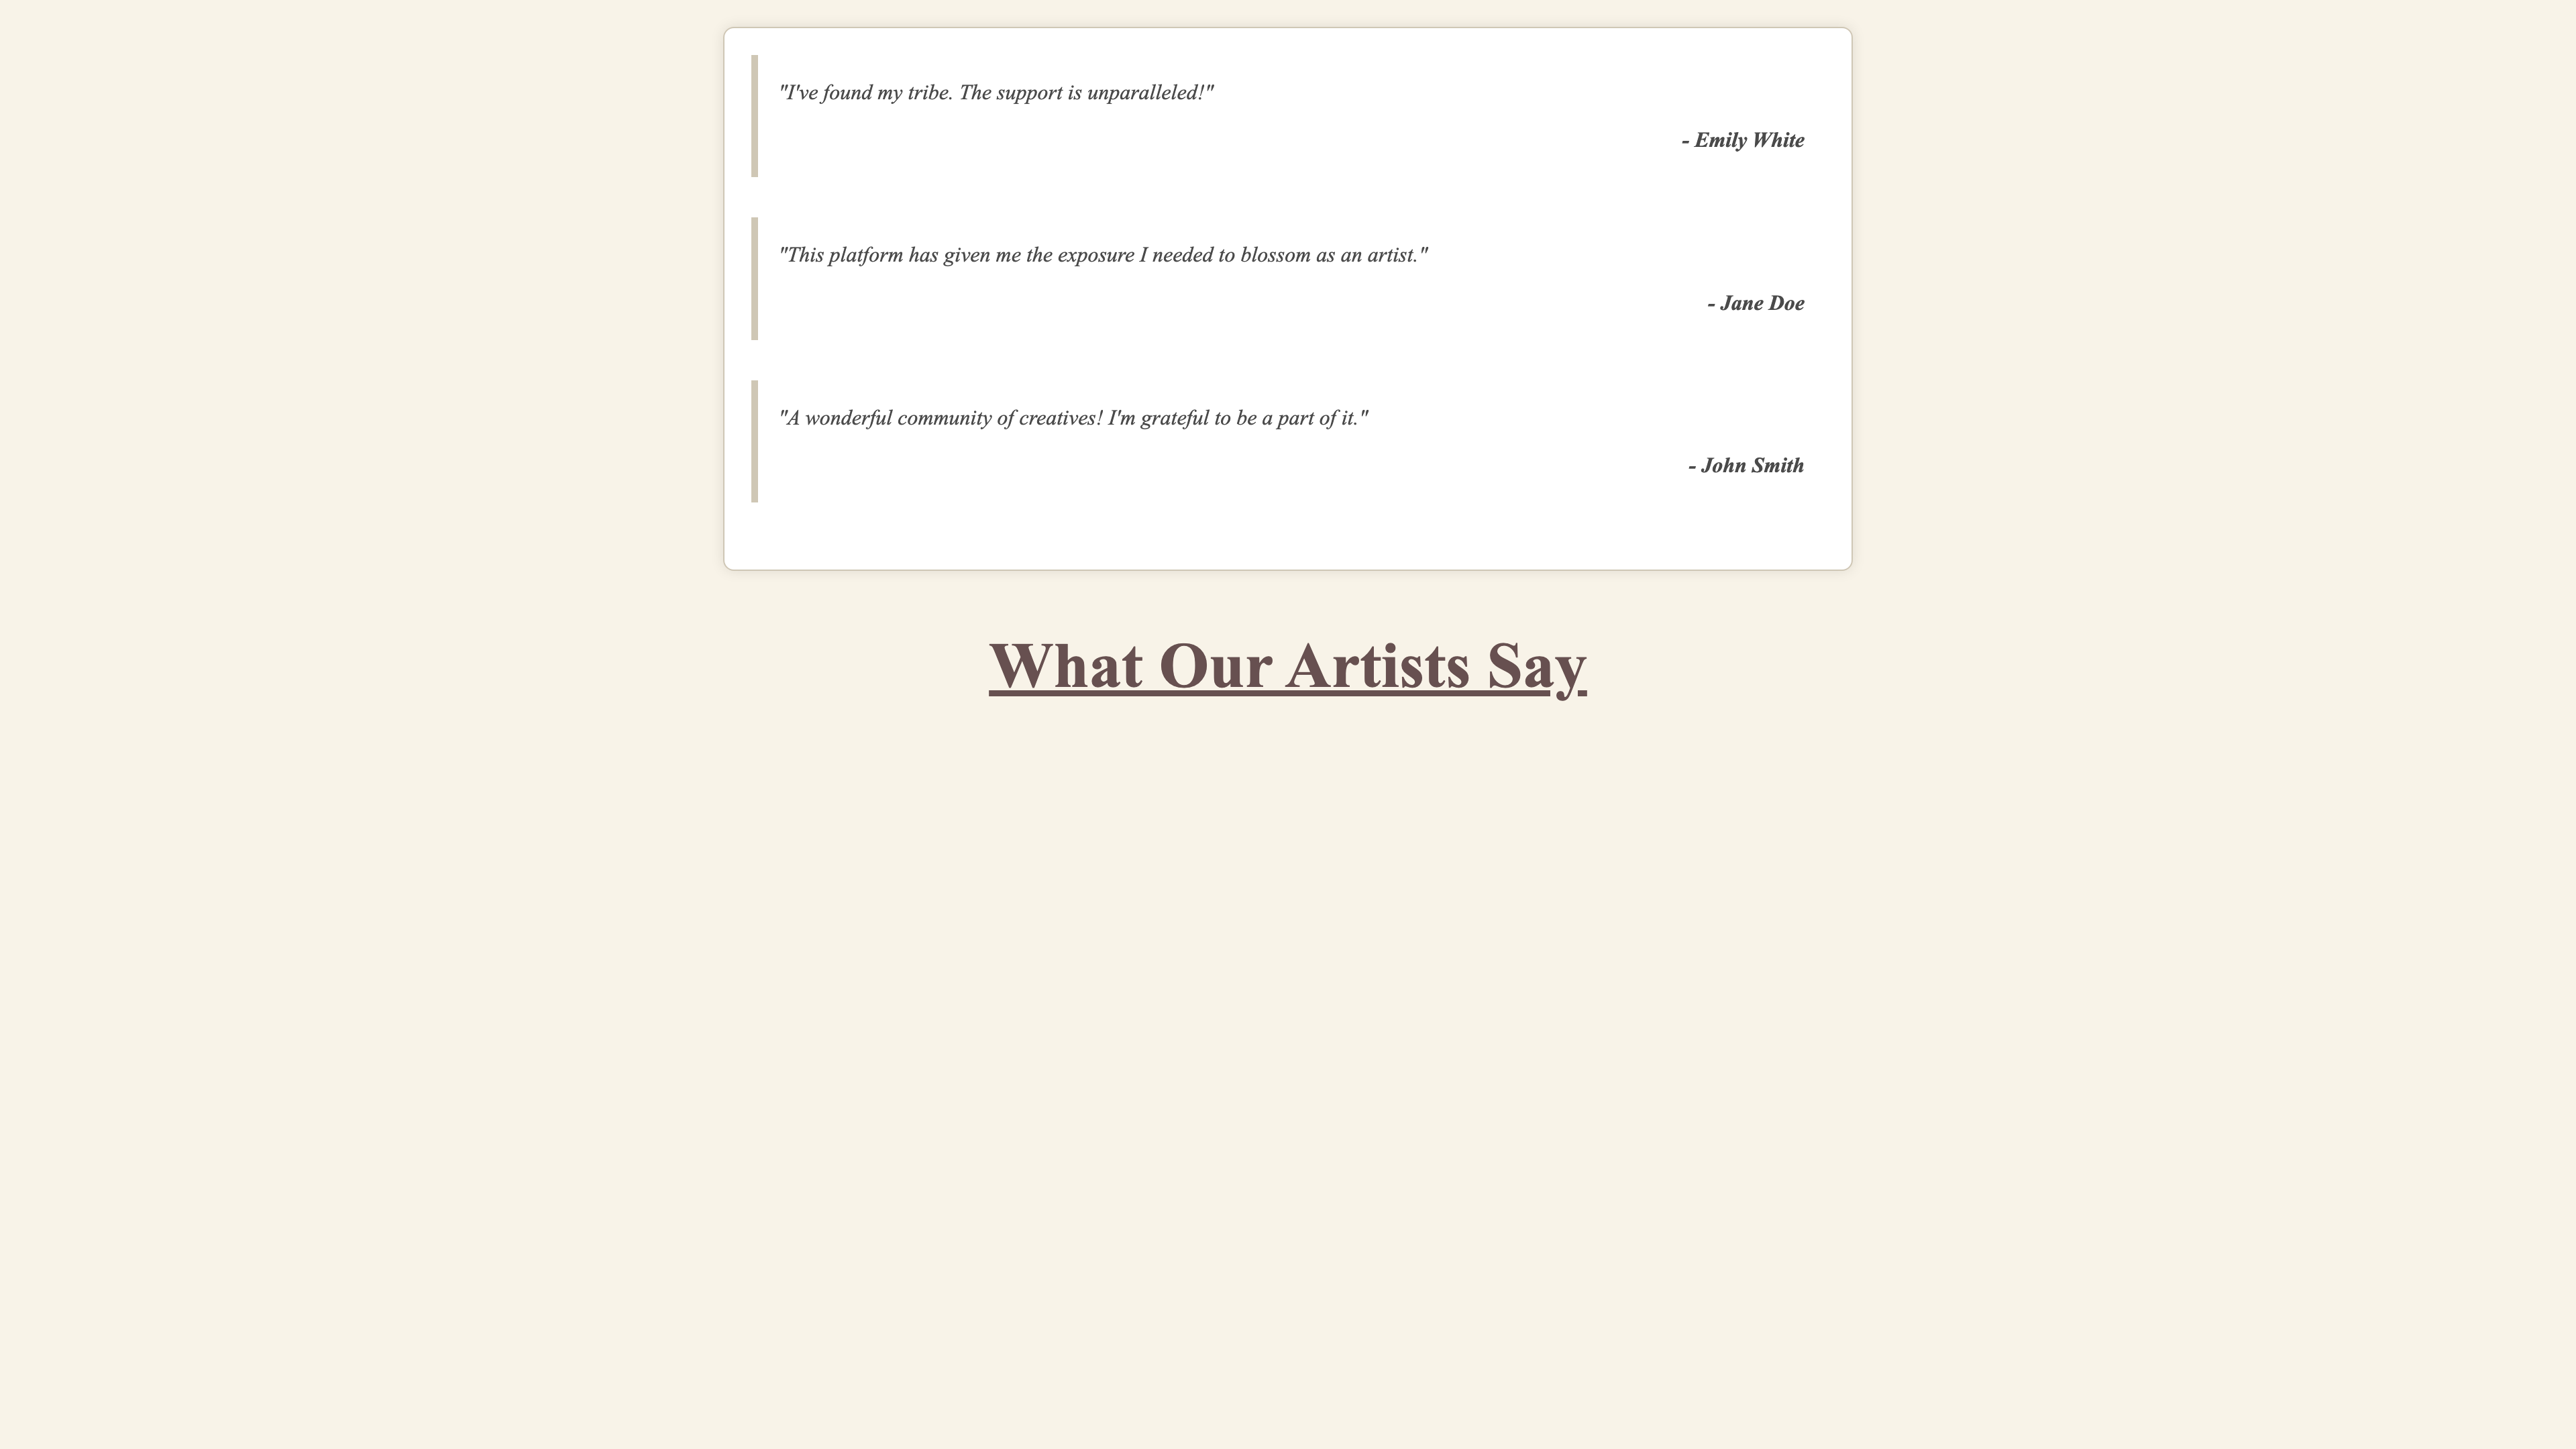 "I've found my tribe. The support is unparalleled!"
- Emily White
"This platform has given me the exposure I needed to blossom as an artist."
- Jane Doe
"A wonderful community of creatives! I'm grateful to be a part of it."
- John Smith
What Our Artists Say